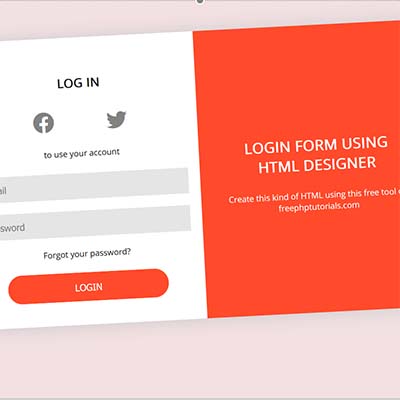 LOG IN
to use your account
ail
sword
Forgot your password?
LOGIN
LOGIN FORM USING
HTML DESIGNER
Create this kind of HTML using this free tool
freephptutorials.com